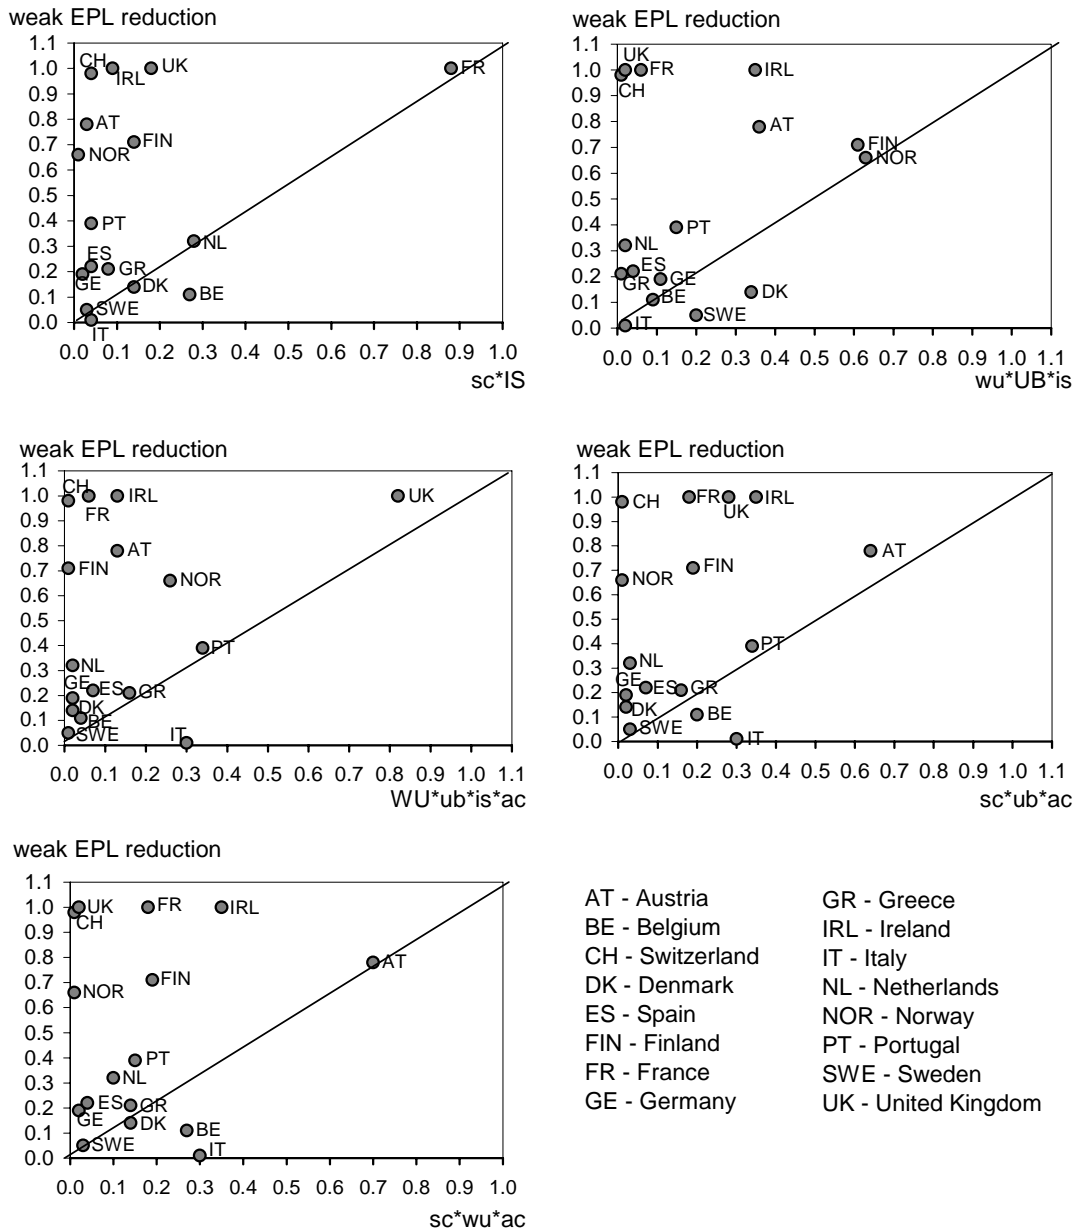 weak EPL reduction
1.1
1.0
0.9
0.8
0.7
0.6
0.5
0.4
0.3
0.2
0.1
0.0
CH
IRL
UK
FR
AT
FIN
NOR
PT
NL
ES
GR
GE
DK
BE
SWE
IT
0.0 0.1 0.2 0.3 0.4 0.5 0.6 0.7 0.8 0.9 1.0
sc*IS
weak EPL reduction
1.1
1.0
0.9
0.8
0.7
0.6
0.5
0.4
0.3
0.2
0.1
0.0
UK
FR
IRL
CH
AT
FIN
NOR
PT
NL
ES
GR
GE
DK
BE
SWE
IT
0.0 0.1 0.2 0.3 0.4 0.5 0.6 0.7 0.8 0.9 1.0 1.1
wu*UB*is
weak EPL reduction
1.1
1.0
0.9
0.8
0.7
0.6
0.5
0.4
0.3
0.2
0.1
0.0
CH
IRL
UK
FR
AT
FIN
NOR
PT
NL
GE
ES
GR
DK
BE
SWE
IT
0.0 0.1 0.2 0.3 0.4 0.5 0.6 0.7 0.8 0.9 1.0 1.1
WU*ub*is*ac
weak EPL reduction
1.1
1.0
0.9
0.8
0.7
0.6
0.5
0.4
0.3
0.2
0.1
0.0
CH
FR
IRL
UK
AT
FIN
NOR
PT
NL
GE
ES
GR
DK
BE
SWE
IT
0.0 0.1 0.2 0.3 0.4 0.5 0.6 0.7 0.8 0.9 1.0 1.1
sc*ub*ac
weak EPL reduction
1.1
1.0
0.9
0.8
0.7
0.6
0.5
0.4
0.3
0.2
0.1
0.0
UK
FR
IRL
CH
AT
FIN
NOR
PT
NL
ES
GR
GE
DK
BE
SWE
IT
0.0 0.1 0.2 0.3 0.4 0.5 0.6 0.7 0.8 0.9 1.0
sc*wu*ac
AT - Austria
BE - Belgium
CH - Switzerland
DK - Denmark
ES - Spain
FIN - Finland
FR - France
GE - Germany
GR - Greece
IRL - Ireland
IT - Italy
NL - Netherlands
NOR - Norway
PT - Portugal
SWE - Sweden
UK - United Kingdom